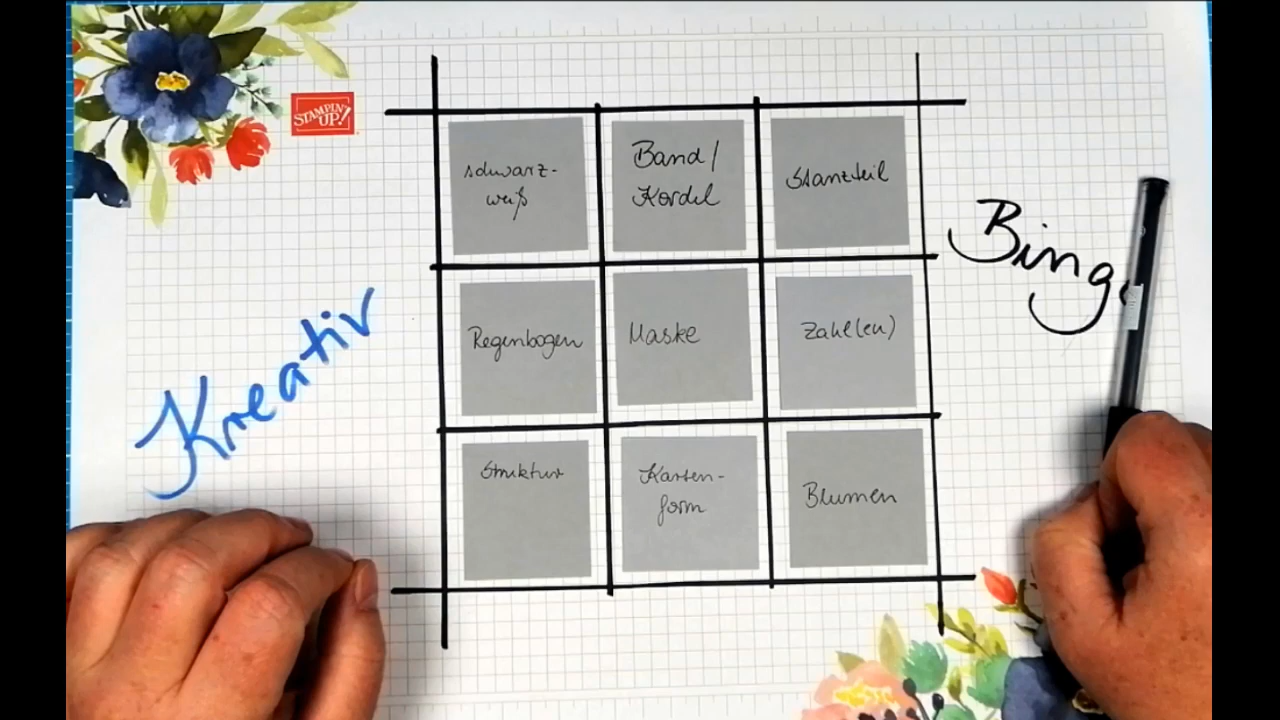 STAMPIN' UP!
schwarz-
weiß
Band/
Kordel
Stanzteil
Regenbogen
Maske
Zahl(en)
Struktur
Karten-
form
Blumen
Kreativ
Bingo